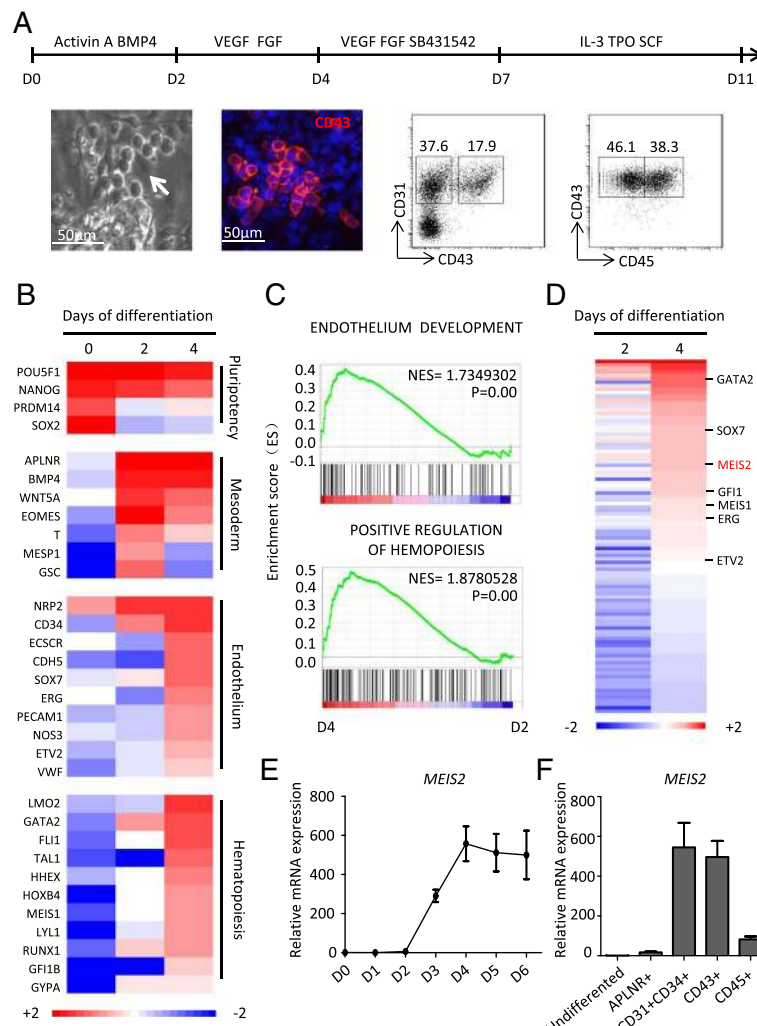 A
Activin A BMP4 VEGF FGF VEGF FGF SB431542 IL-3 TPO SCF
D0 D2 D4 D7 D11
50μm
CD43
50μm
37.6 17.9
CD31
CD43
46.1 38.3
CD43
CD45
B
Days of differentiation
0 2 4
POU5F1
NANOG
PRDM14
SOX2
Pluripotency
APLNR
BMP4
WNT5A
EOMES
T
MESP1
GSC
Mesoderm
NRP2
CD34
ECSCR
CDH5
SOX7
ERG
PECAM1
NOS3
ETV2
VWF
Endothelium
LMO2
GATA2
FLI1
TAL1
HHEX
HOXB4
MEIS1
LYL1
RUNX1
GFI1B
GYPA
Hematopoiesis
+2 -2
C
ENDOTHELIUM DEVELOPMENT
NES= 1.7349302
P=0.00
0.4
0.3
0.2
0.1
0.0
-0.1
Enrichment score (ES)
POSITIVE REGULATION
OF HEMOPOIESIS
NES= 1.8780528
P=0.00
0.5
0.4
0.3
0.2
0.1
0.0
D4 D2
D
Days of differentiation
2 4
GATA2
SOX7
MEIS2
GFI1
MEIS1
ERG
ETV2
-2 +2
E
MEIS2
Relative mRNA expression
800
600
400
200
0
D0 D1 D2 D3 D4 D5 D6
F
MEIS2
Relative mRNA expression
800
600
400
200
0
Undifferented
APLNR+
CD31+CD34+
CD43+
CD45+